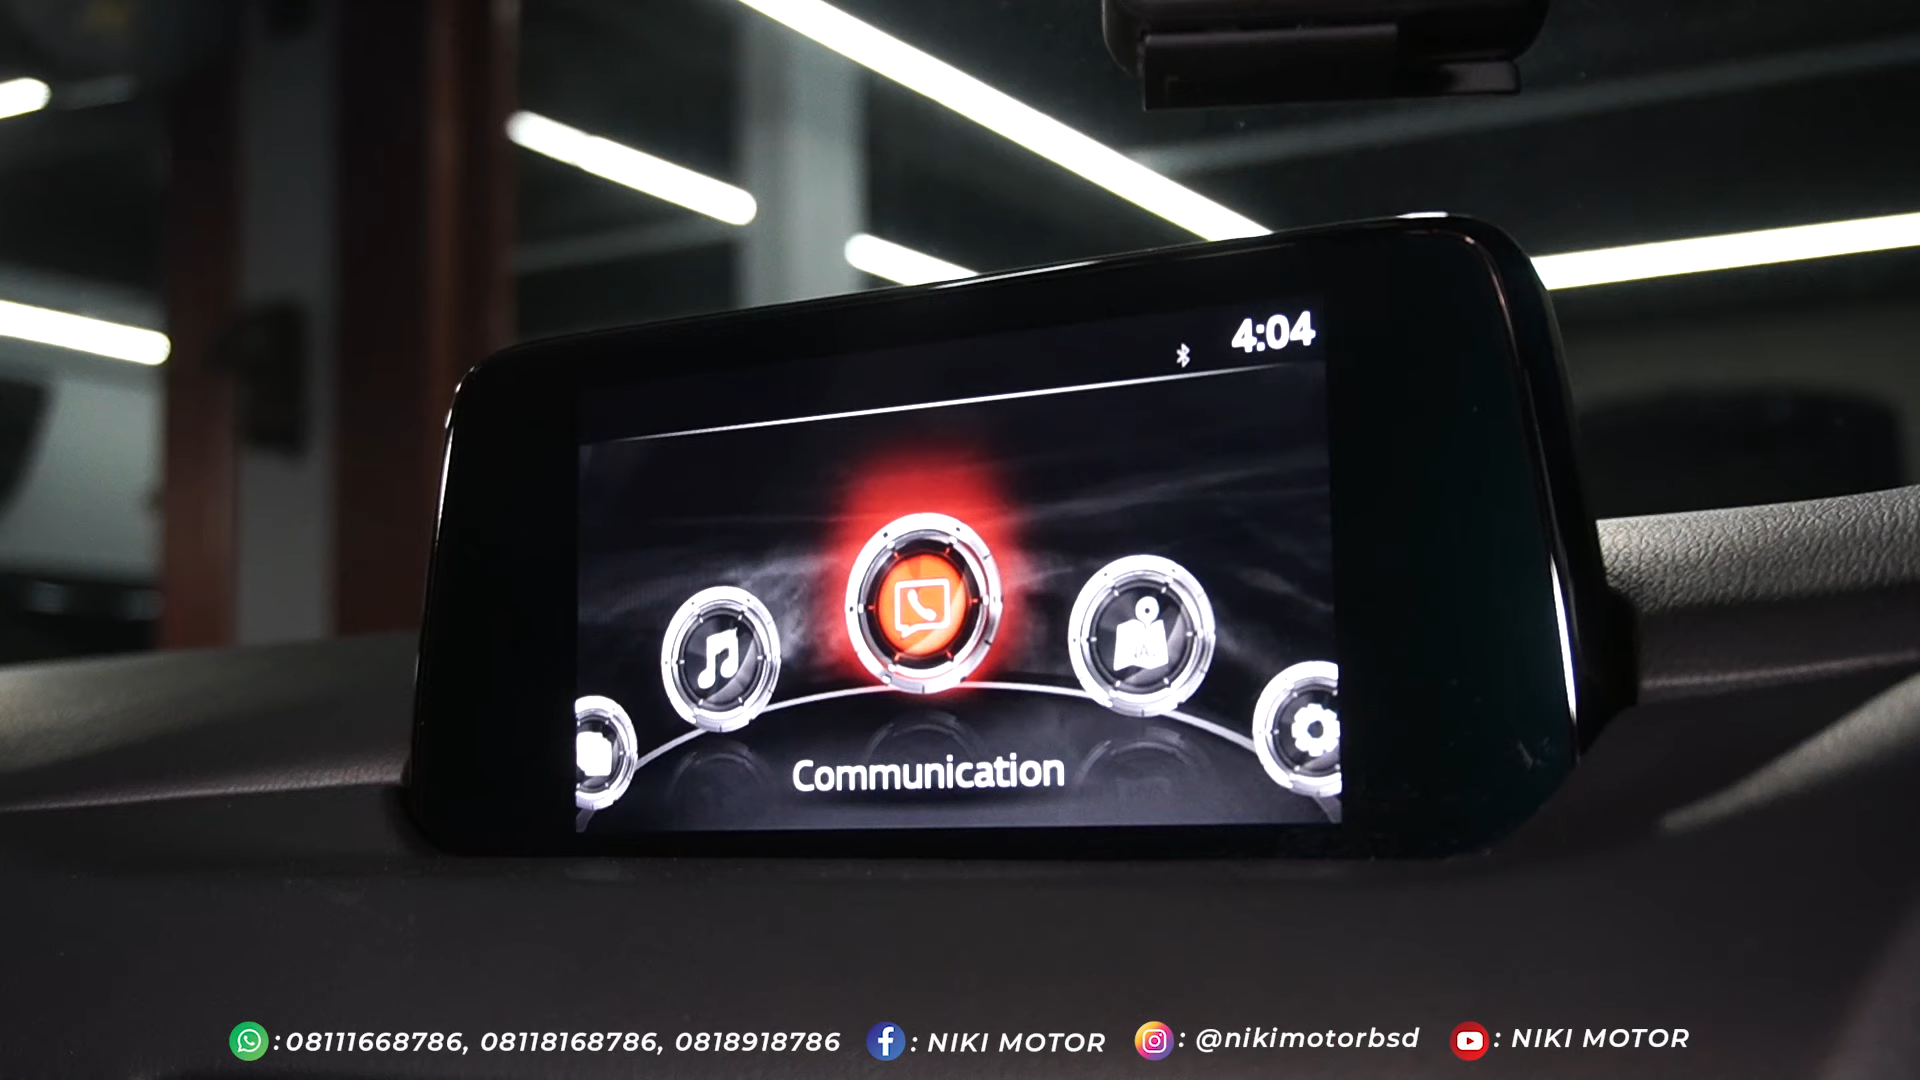 4:04
Communication
: 08111668786, 08118168786, 0818918786 : NIKI MOTOR : @nikimotorbsd : NIKI MOTOR